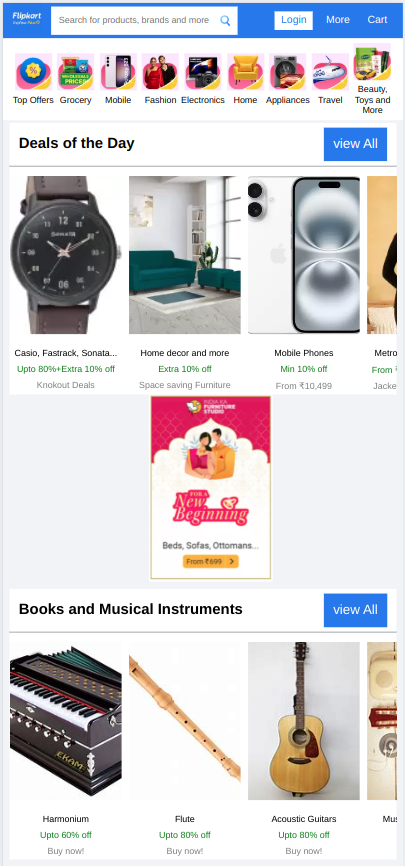 Flipkart
Explore Plus
Search for products, brands and more
Login
More
Cart
Top Offers
Grocery
Mobile
Fashion
Electronics
Home
Appliances
Travel
Beauty,
Toys and
More
Deals of the Day
view All
SONATA
Casio, Fastrack, Sonata...
Upto 80%+Extra 10% off
Knockout Deals
Home decor and more
Extra 10% off
Space saving Furniture
Mobile Phones
Min 10% off
From ₹10,499
Metro
From ₹
Jacke
INDIA KA
FURNITURE
STUDIO
FOR A
New
Beginning
Beds, Sofas, Ottomans...
From ₹699
Books and Musical Instruments
view All
EKAM
Harmonium
Upto 60% off
Buy now!
Flute
Upto 80% off
Buy now!
Acoustic Guitars
Upto 80% off
Buy now!
Mus